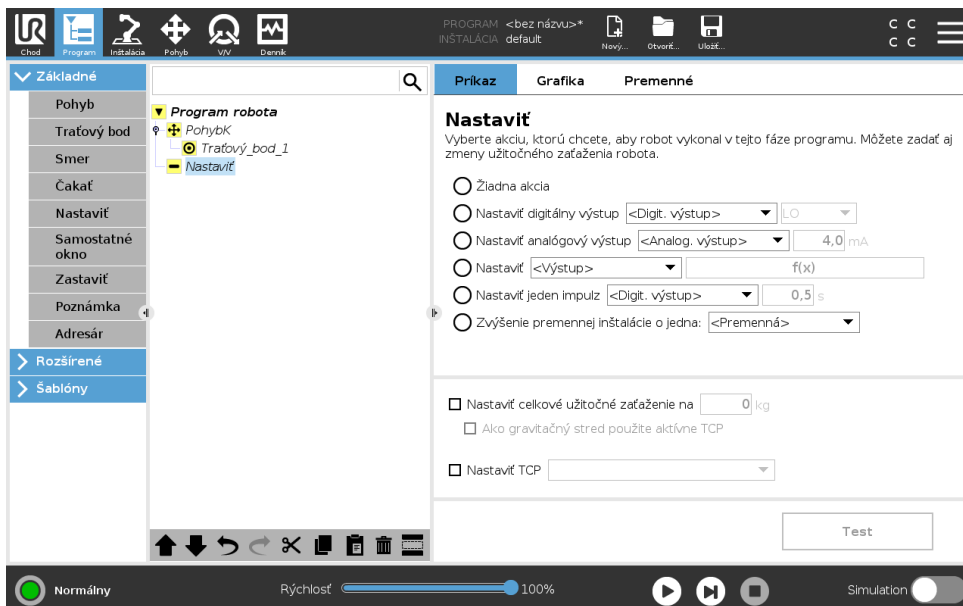 PROGRAM <bez názvu>*
INŠTALÁCIA default
Chod Program Inštalácia Pohyb V/V Denník Nový... Otvoriť... Uložiť...
C C
C C
Základné
Pohyb
Traťový bod
Smer
Čakať
Nastaviť
Samostatné
okno
Zastaviť
Poznámka
Adresár
Rozšírené
Šablóny
Program robota
PohybK
Traťový_bod_1
Nastaviť
Príkaz Grafika Premenné
Nastaviť
Vyberte akciu, ktorú chcete, aby robot vykonal v tejto fáze programu. Môžete zadať aj
zmeny užitočného zaťaženia robota.
Žiadna akcia
Nastaviť digitálny výstup <Digit. výstup> LO
Nastaviť analógový výstup <Analog. výstup> 4,0 mA
Nastaviť <Výstup> f(x)
Nastaviť jeden impulz <Digit. výstup> 0,5 s
Zvýšenie premennej inštalácie o jedna: <Premenná>
Nastaviť celkové užitočné zaťaženie na 0 kg
Ako gravitačný stred použite aktívne TCP
Nastaviť TCP
Test
Normálny Rýchlosť 100% Simulation